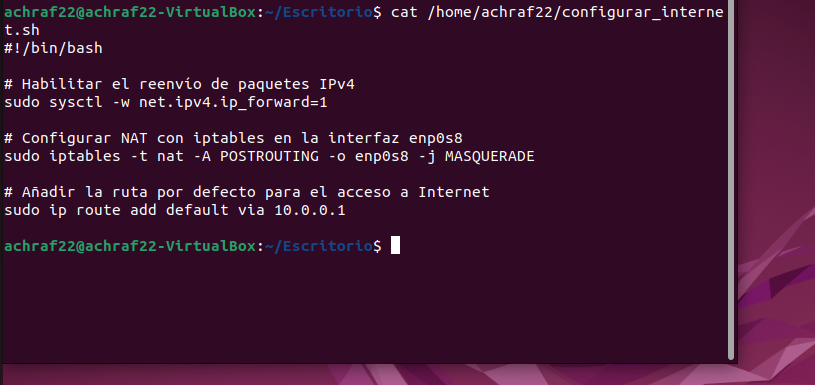 achraf22@achraf22-VirtualBox:~/Escritorio$ cat /home/achraf22/configurar_interne
t.sh
#!/bin/bash
# Habilitar el reenvío de paquetes IPv4
sudo sysctl -w net.ipv4.ip_forward=1
# Configurar NAT con iptables en la interfaz enp0s8
sudo iptables -t nat -A POSTROUTING -o enp0s8 -j MASQUERADE
# Añadir la ruta por defecto para el acceso a Internet
sudo ip route add default via 10.0.0.1
achraf22@achraf22-VirtualBox:~/Escritorio$